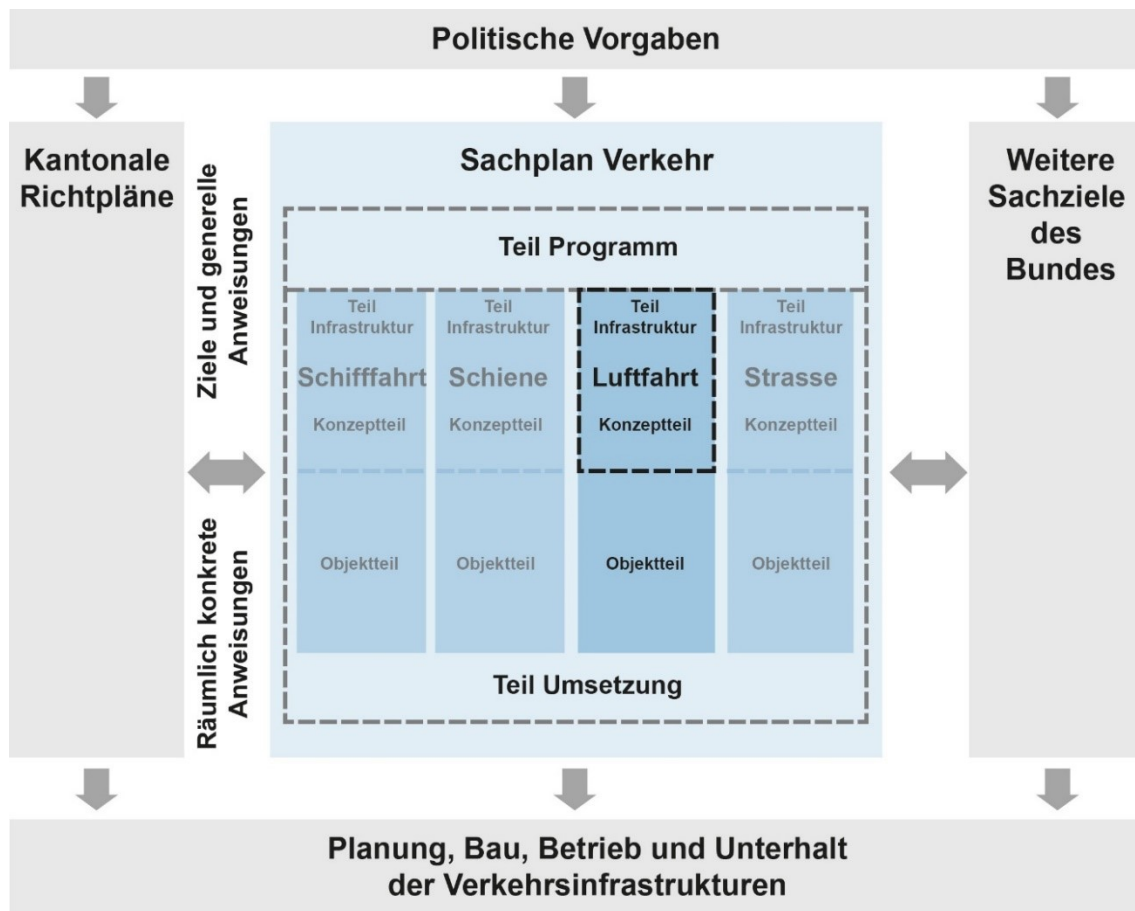 Politische Vorgaben
Kantonale
Richtpläne
Ziele und generelle
Anweisungen
Räumlich konkrete
Anweisungen
Sachplan Verkehr
Teil Programm
Teil
Infrastruktur
Schifffahrt
Konzeptteil
Objektteil
Teil
Infrastruktur
Schiene
Konzeptteil
Objektteil
Teil
Infrastruktur
Luftfahrt
Konzeptteil
Objektteil
Teil
Infrastruktur
Strasse
Konzeptteil
Objektteil
Teil Umsetzung
Weitere
Sachziele
des
Bundes
Planung, Bau, Betrieb und Unterhalt
der Verkehrsinfrastrukturen